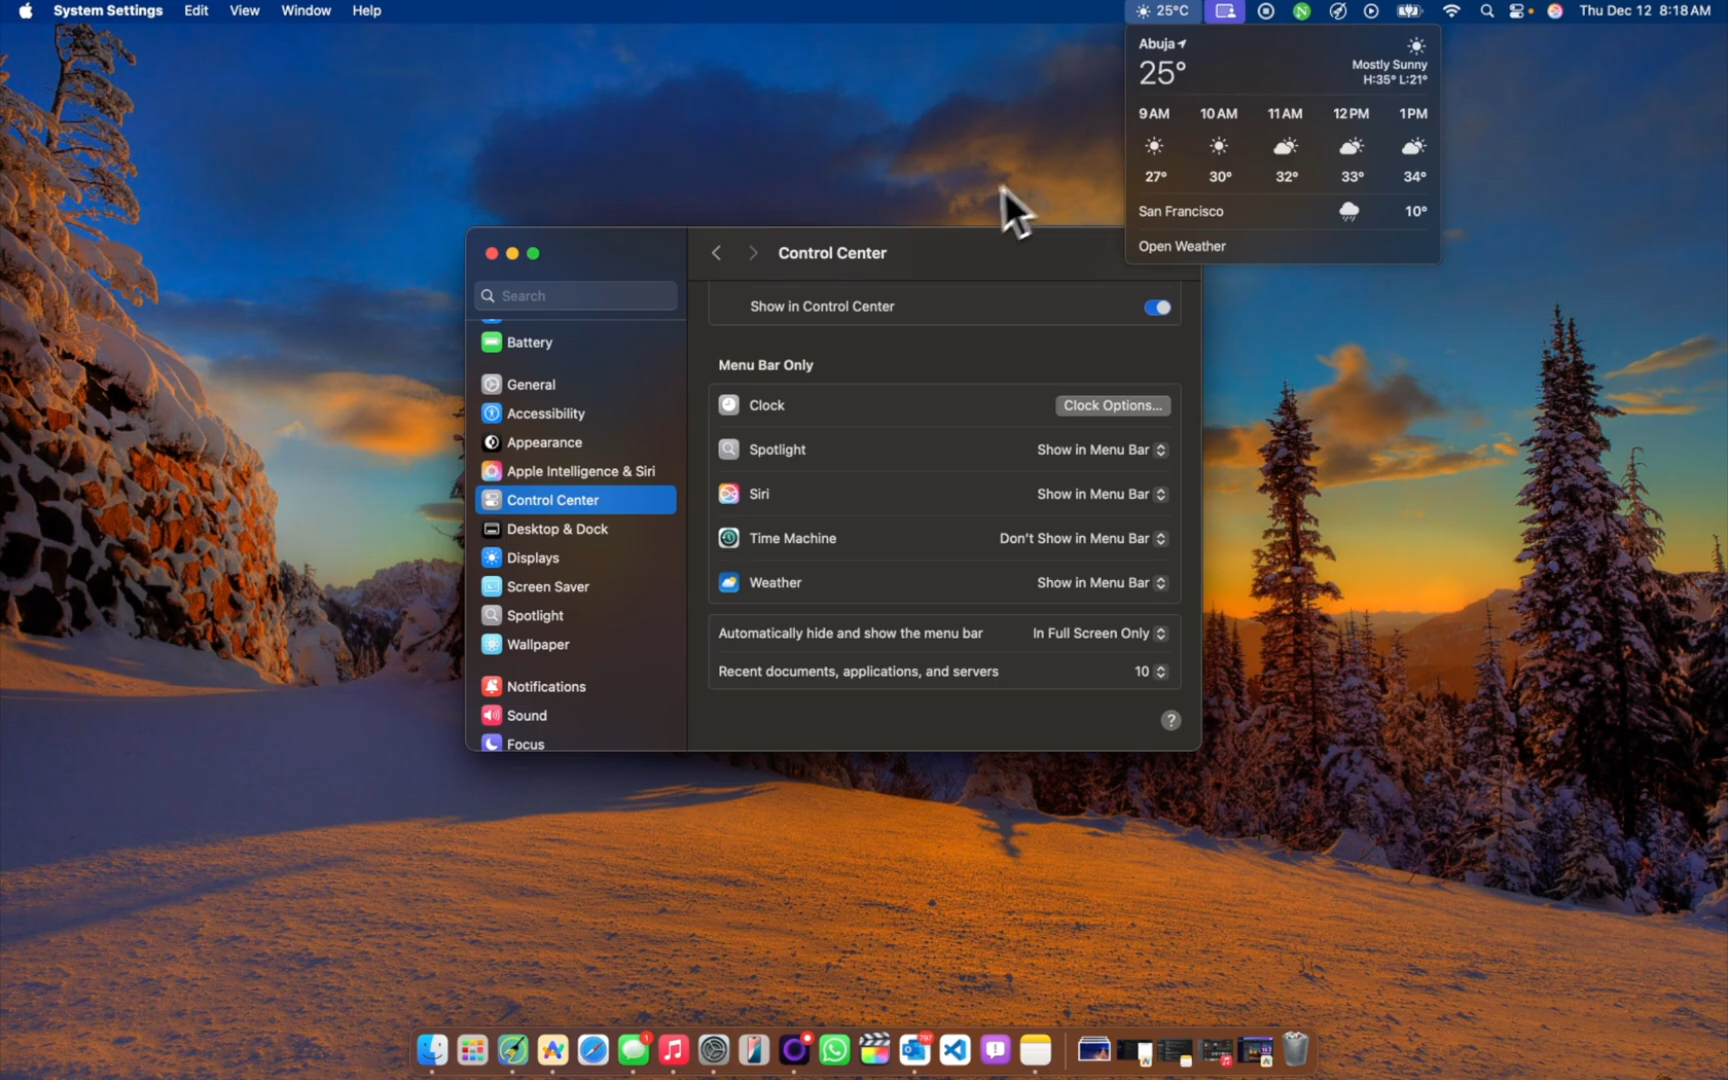 System Settings Edit View Window Help
25°C
Thu Dec 12 8:18 AM
Abuja
25°
Mostly Sunny
H:35° L:21°
9 AM 10 AM 11 AM 12 PM 1 PM
27° 30° 32° 33° 34°
San Francisco 10°
Open Weather
Search
Battery
General
Accessibility
Appearance
Apple Intelligence & Siri
Control Center
Desktop & Dock
Displays
Screen Saver
Spotlight
Wallpaper
Notifications
Sound
Focus
Control Center
Show in Control Center
Menu Bar Only
Clock Clock Options...
Spotlight Show in Menu Bar
Siri Show in Menu Bar
Time Machine Don't Show in Menu Bar
Weather Show in Menu Bar
Automatically hide and show the menu bar In Full Screen Only
Recent documents, applications, and servers 10
?
1
797